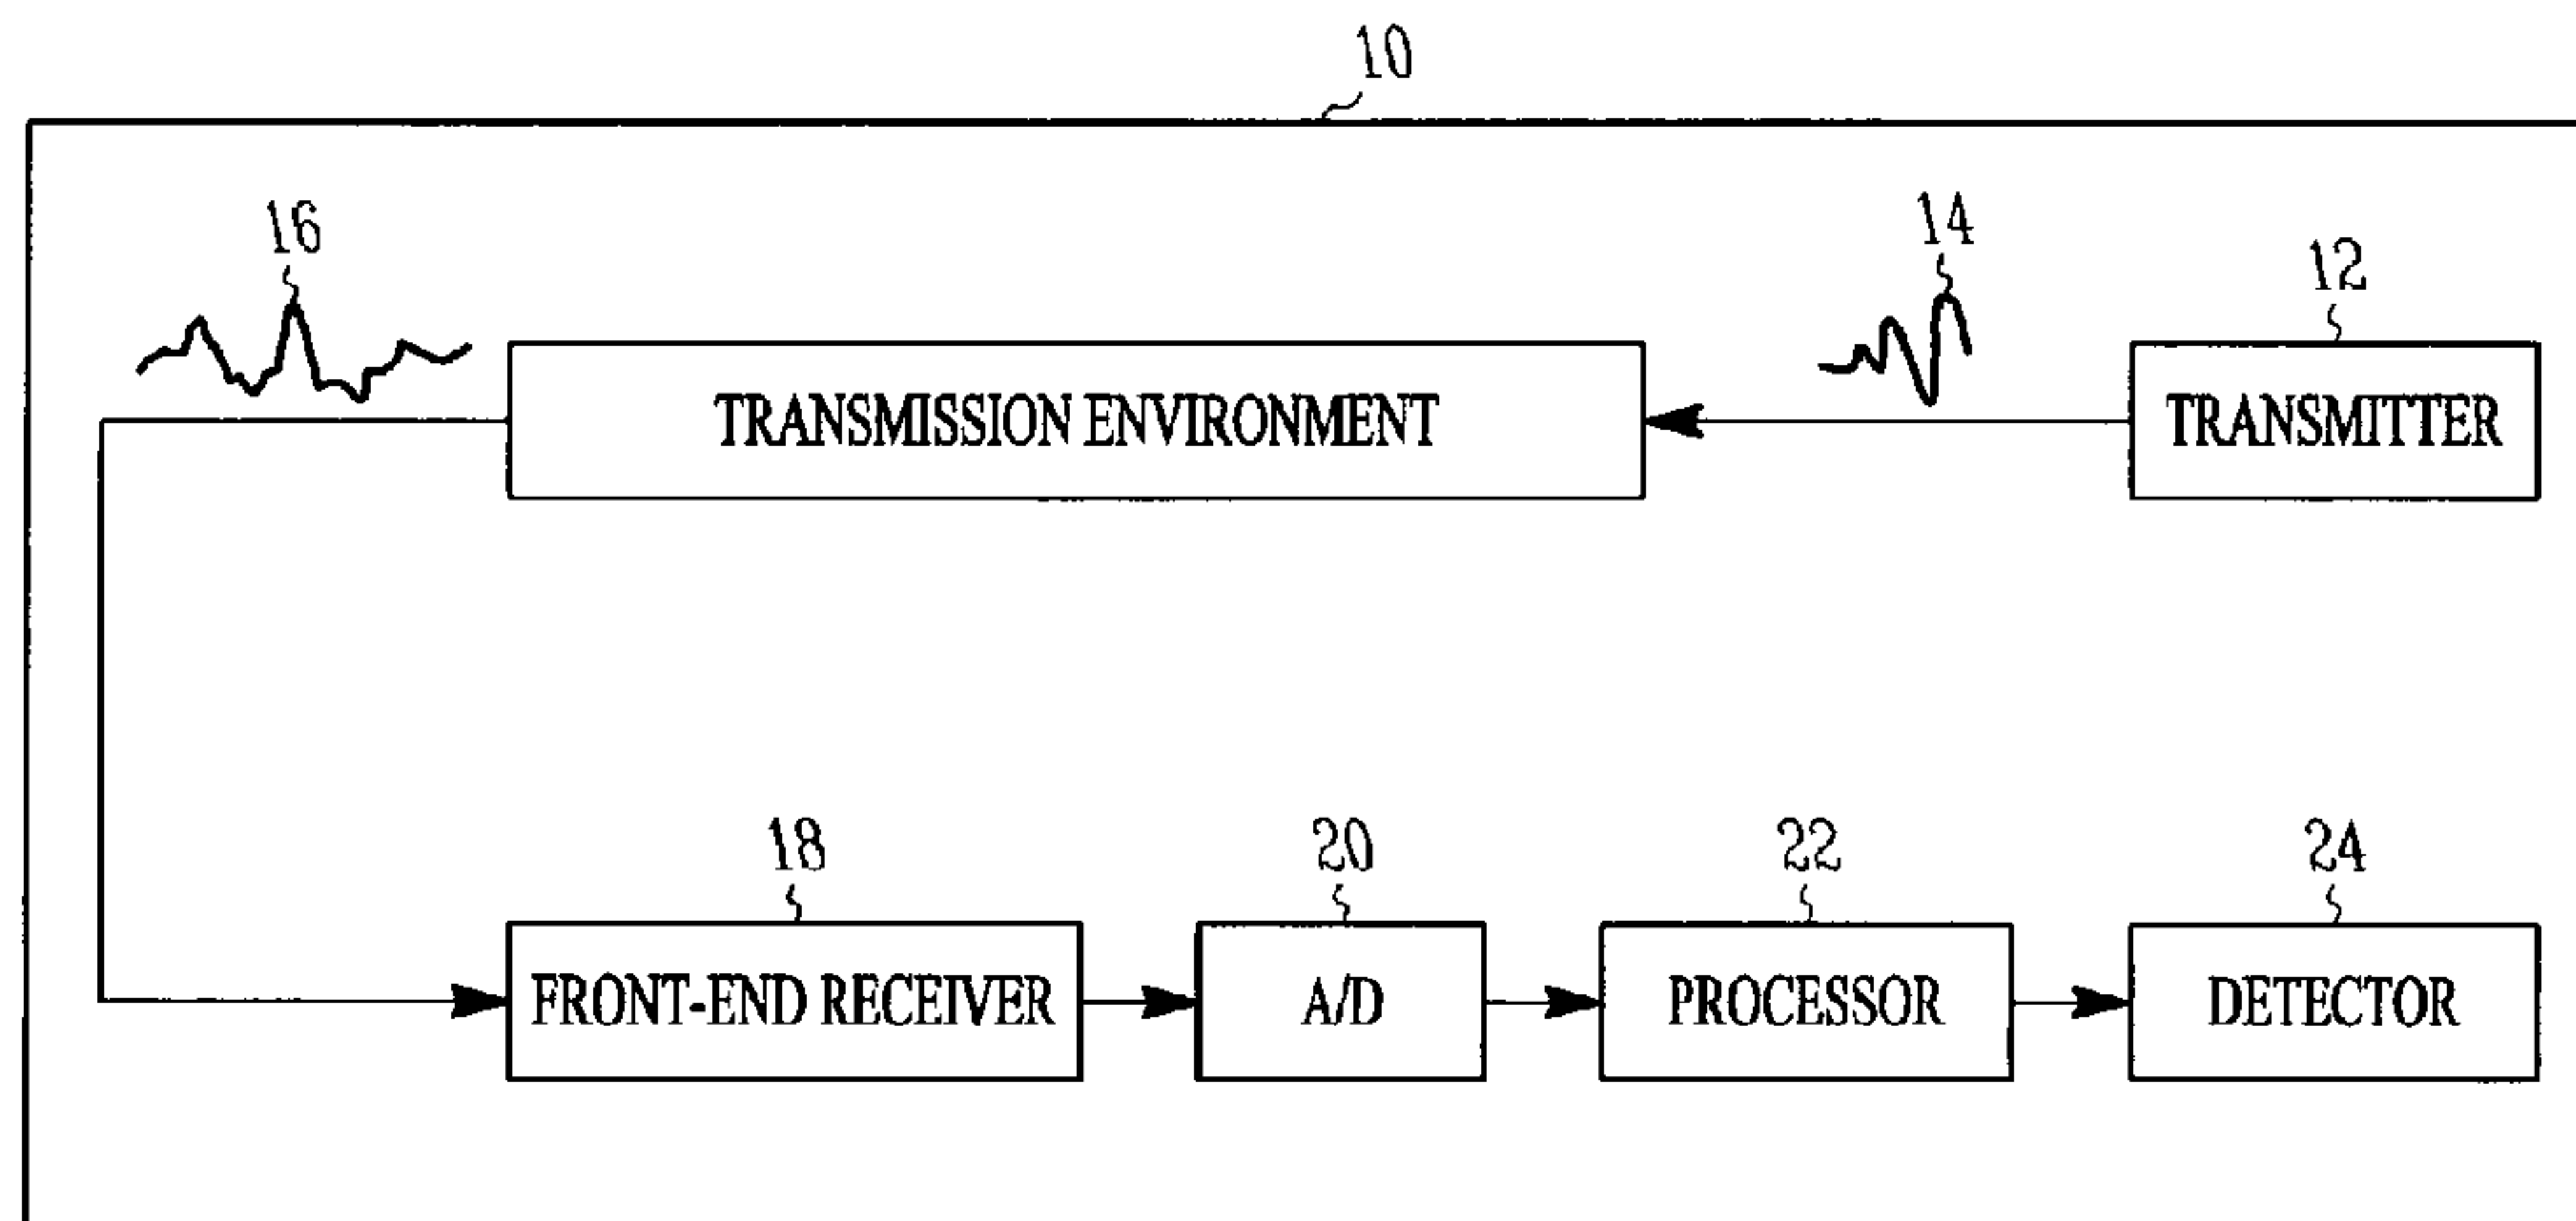 10
16
14
12
TRANSMISSION ENVIRONMENT
TRANSMITTER
18
20
22
24
FRONT-END RECEIVER
A/D
PROCESSOR
DETECTOR